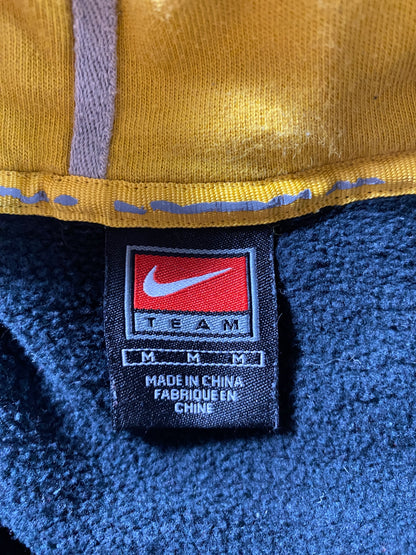 TEAM
M M M
MADE IN CHINA
FABRIQUE EN
CHINE